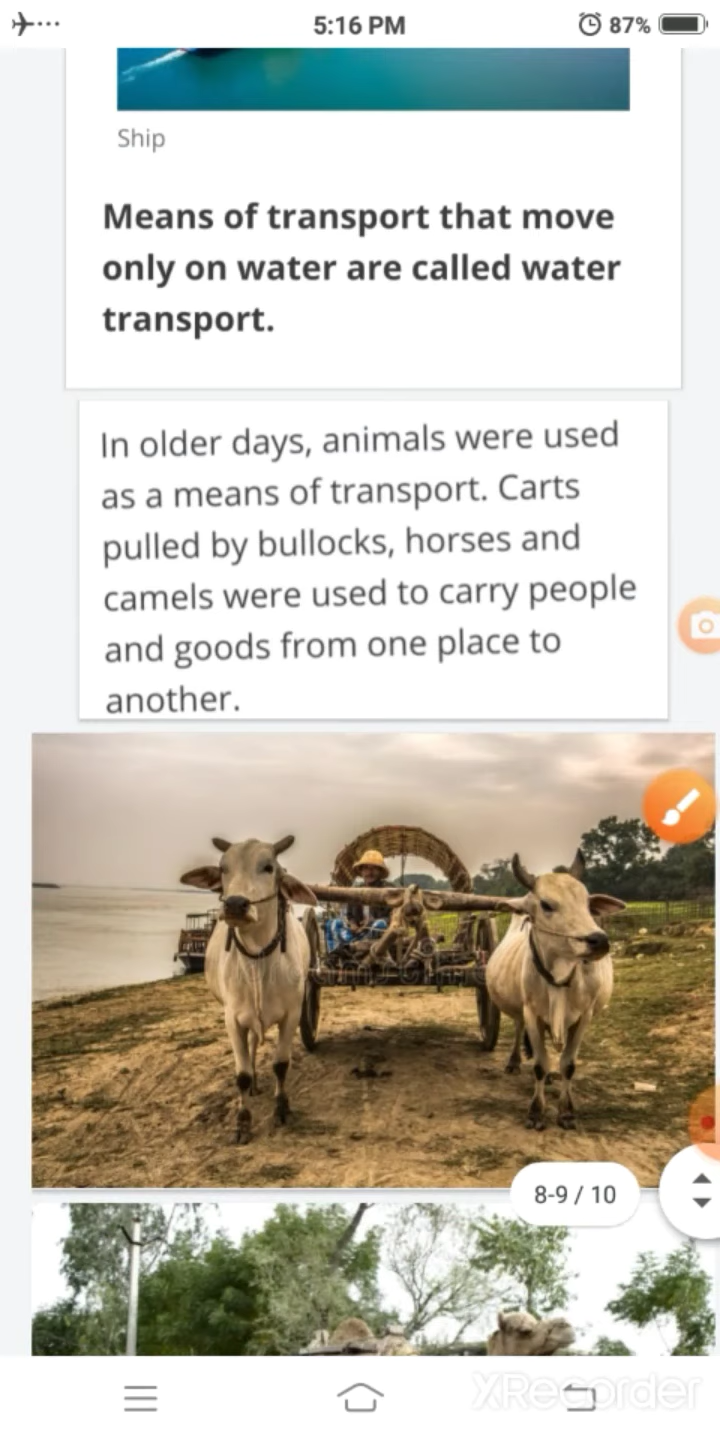 5:16 PM
87%
Ship
Means of transport that move
only on water are called water
transport.
In older days, animals were used
as a means of transport. Carts
pulled by bullocks, horses and
camels were used to carry people
and goods from one place to
another.
8-9 / 10
XRecorder